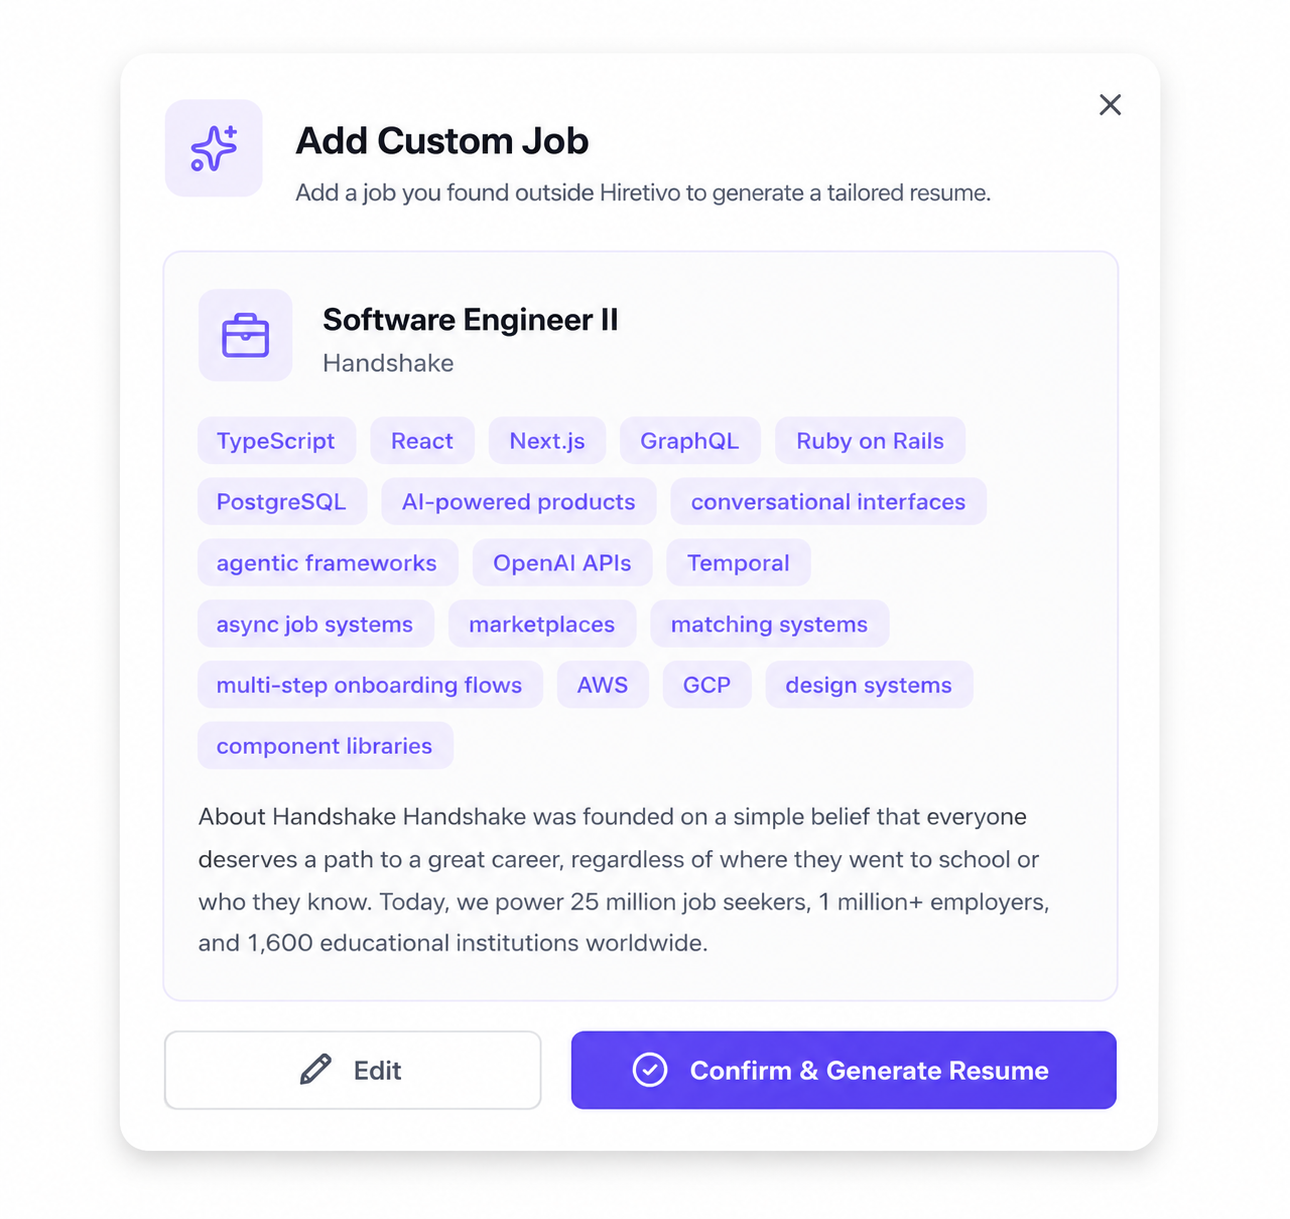 Add Custom Job
Add a job you found outside Hiretivo to generate a tailored resume.
Software Engineer II
Handshake
TypeScript React Next.js GraphQL Ruby on Rails
PostgreSQL AI-powered products conversational interfaces
agentic frameworks OpenAI APIs Temporal
async job systems marketplaces matching systems
multi-step onboarding flows AWS GCP design systems
component libraries
About Handshake Handshake was founded on a simple belief that everyone
deserves a path to a great career, regardless of where they went to school or
who they know. Today, we power 25 million job seekers, 1 million+ employers,
and 1,600 educational institutions worldwide.
Edit Confirm & Generate Resume